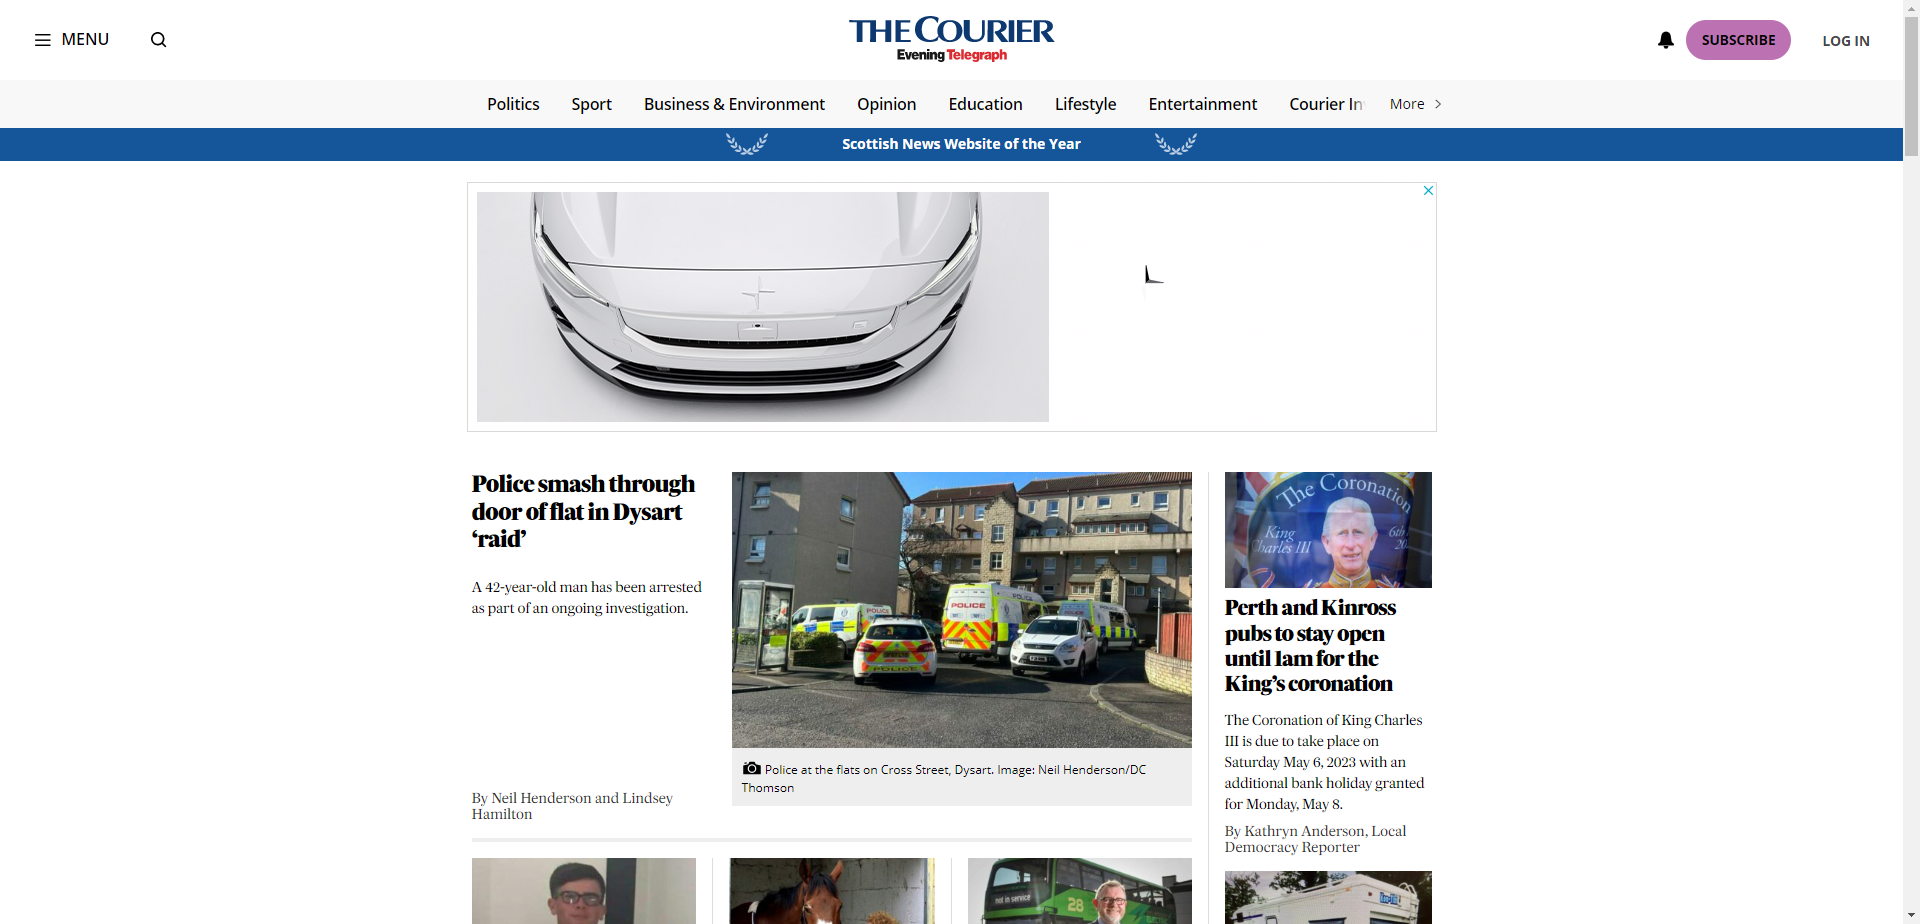 MENU
THE COURIER
Evening Telegraph
SUBSCRIBE
LOG IN
Politics
Sport
Business & Environment
Opinion
Education
Lifestyle
Entertainment
Courier In
More
Scottish News Website of the Year
Police smash through
door of flat in Dysart
‘raid’
A 42-year-old man has been arrested
as part of an ongoing investigation.
By Neil Henderson and Lindsey
Hamilton
POLICE
POLICE
POLICE
Police at the flats on Cross Street, Dysart. Image: Neil Henderson/DC
Thomson
The Coronation
King
Charles III
6th
20
Perth and Kinross
pubs to stay open
until 1am for the
King’s coronation
The Coronation of King Charles
III is due to take place on
Saturday May 6, 2023 with an
additional bank holiday granted
for Monday, May 8.
By Kathryn Anderson, Local
Democracy Reporter
not in service
28